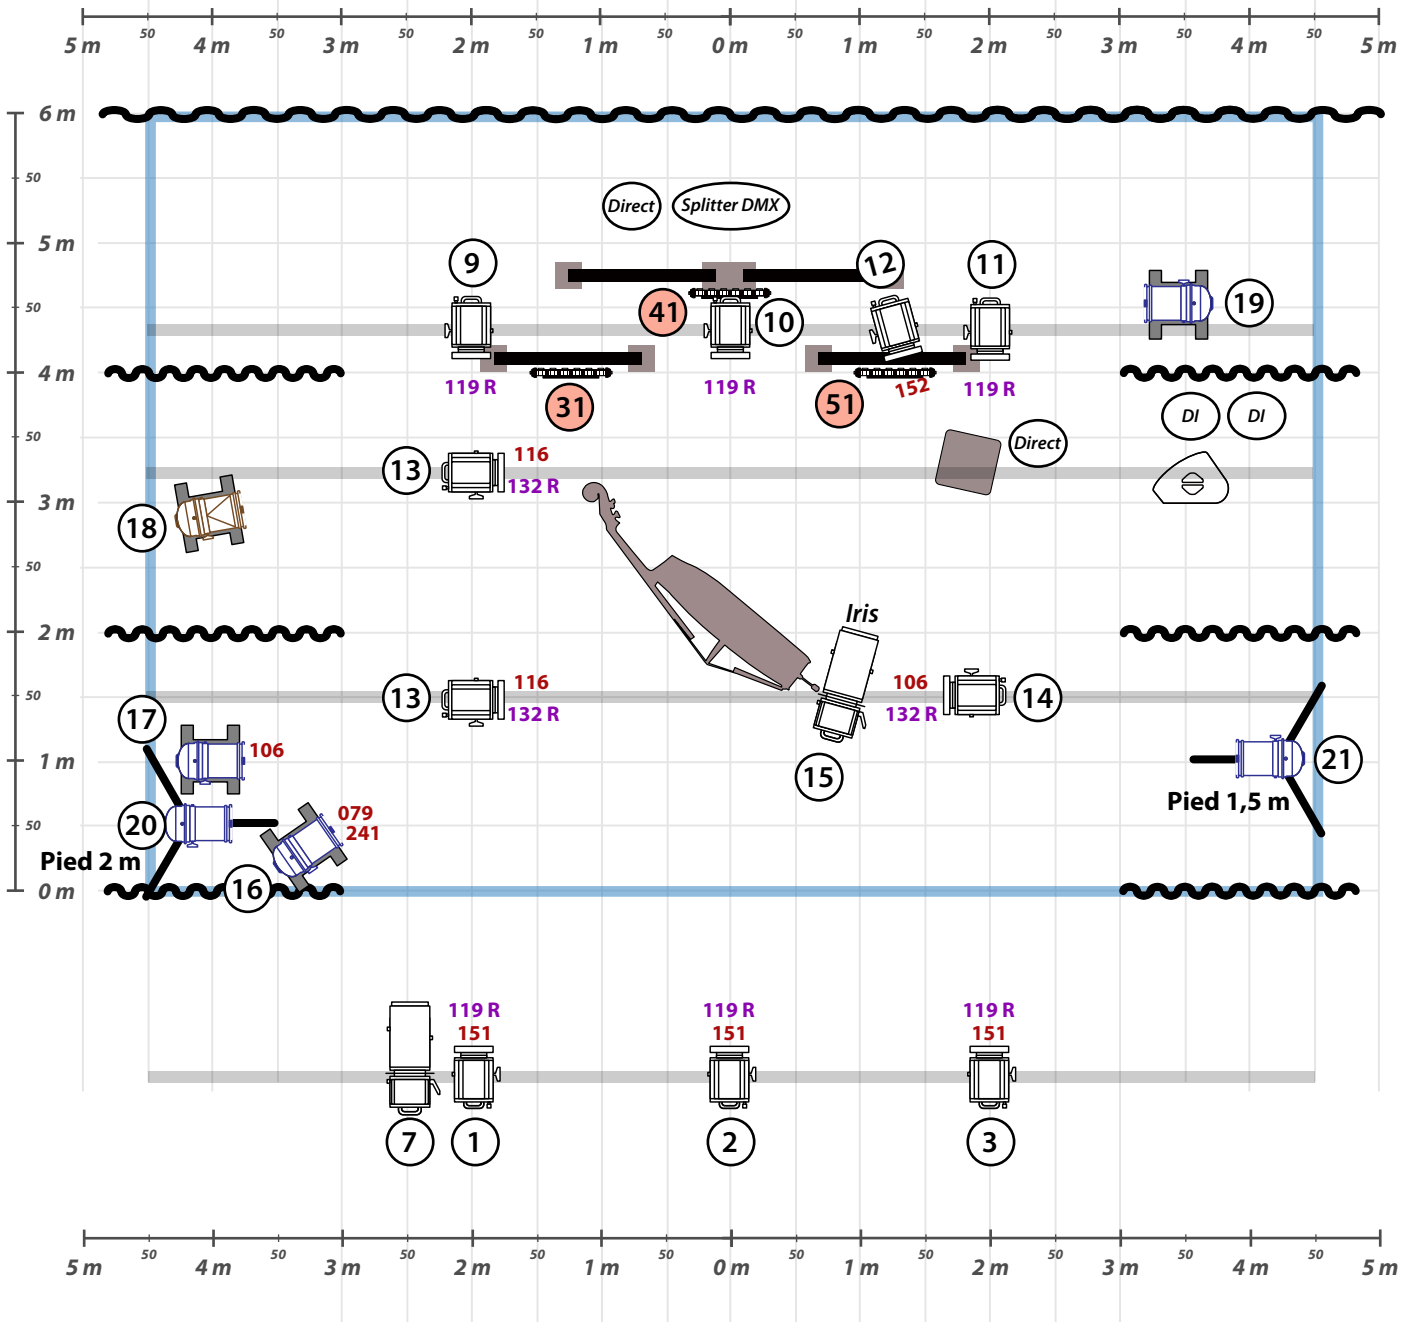 50 50 50 50 50 50 50 50 50 50
5 m 4 m 3 m 2 m 1 m 0 m 1 m 2 m 3 m 4 m 5 m
6 m
50
Direct Splitter DMX
5 m
9 12 11
19
50
41 10
4 m
119 R 119 R 152 119 R
31 51
DI DI
50
Direct
116
13
132 R
3 m
18
50
Iris
2 m
116 106
50
13 14
132 R 132 R
17
106
1 m
21
15
Pied 1,5 m
079
50
20
241
Pied 2 m
16
0 m
119 R 119 R 119 R
151 151 151
7 1 2 3
50 50 50 50 50 50 50 50 50 50
5 m 4 m 3 m 2 m 1 m 0 m 1 m 2 m 3 m 4 m 5 m